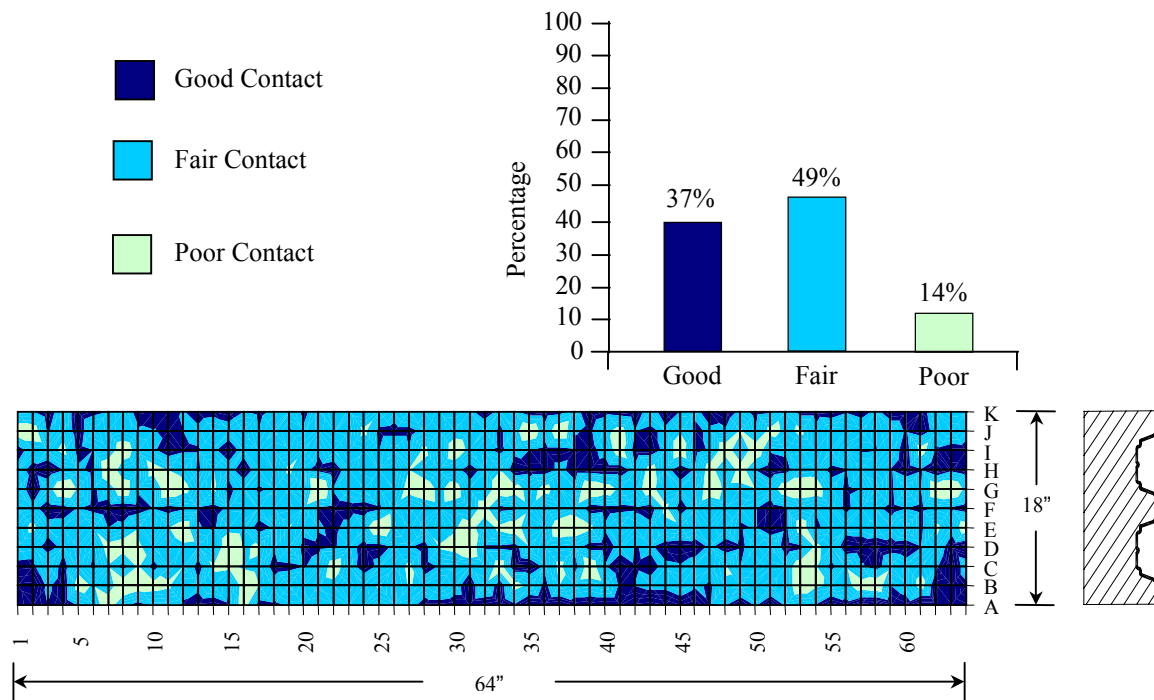 Good Contact
Fair Contact
Poor Contact
Percentage
100
90
80
70
60
50
40
30
20
10
0
37%
49%
14%
Good Fair Poor
K
J
I
H
G
F
E
D
C
B
A
18”
1 5 10 15 20 25 30 35 40 45 50 55 60
64”